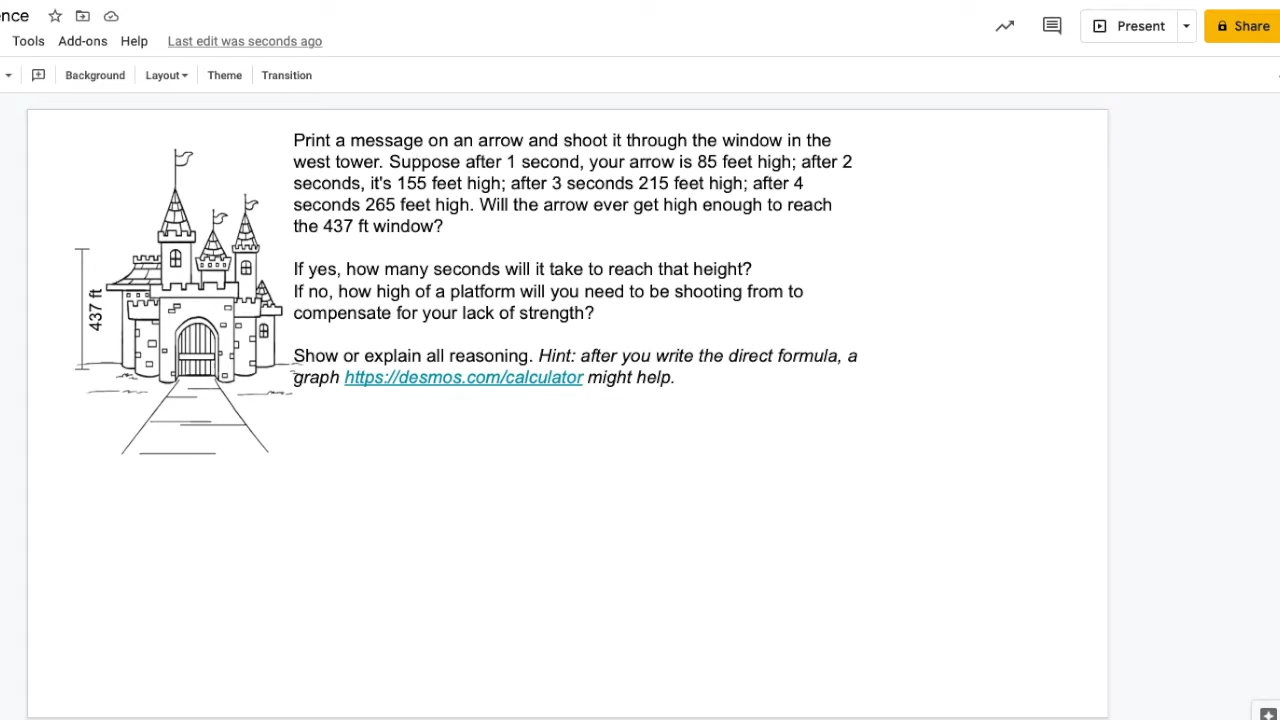 nce
Present
Share
Tools Add-ons Help Last edit was seconds ago
Background Layout Theme Transition
Print a message on an arrow and shoot it through the window in the
west tower. Suppose after 1 second, your arrow is 85 feet high; after 2
seconds, it's 155 feet high; after 3 seconds 215 feet high; after 4
seconds 265 feet high. Will the arrow ever get high enough to reach
the 437 ft window?
If yes, how many seconds will it take to reach that height?
If no, how high of a platform will you need to be shooting from to
compensate for your lack of strength?
Show or explain all reasoning. Hint: after you write the direct formula, a
graph https://desmos.com/calculator might help.
437 ft